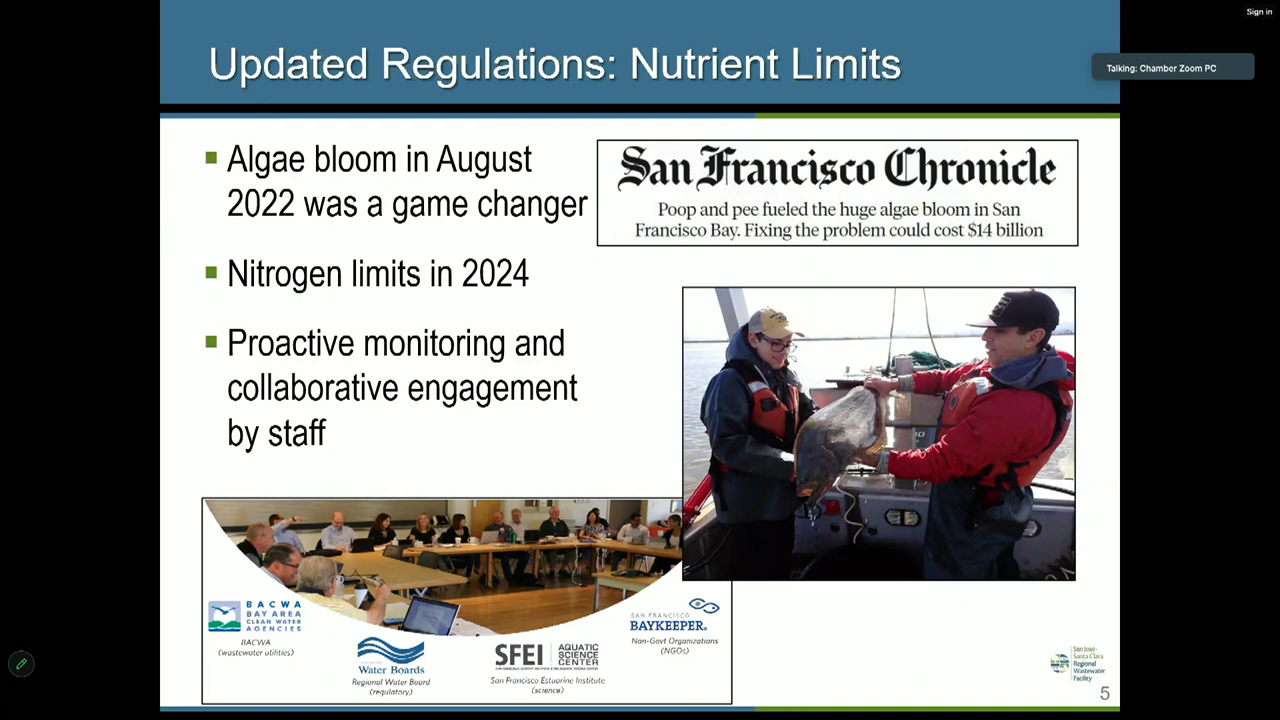 Sign in
Talking: Chamber Zoom PC
Updated Regulations: Nutrient Limits
Algae bloom in August
2022 was a game changer
Nitrogen limits in 2024
Proactive monitoring and
collaborative engagement
by staff
San Francisco Chronicle
Poop and pee fueled the huge algae bloom in San
Francisco Bay. Fixing the problem could cost $14 billion
BACWA
BAY AREA
CLEAN WATER
AGENCIES
BACWA
(wastewater utilities)
Water Boards
Regional Water Board
(regulatory)
SFEI
AQUATIC
SCIENCE
CENTER
San Francisco Estuarine Institute
(science)
SAN FRANCISCO
BAYKEEPER®
Non-Govt Organizations
(NGOs)
San José-
Santa Clara
Regional
Wastewater
Facility
5